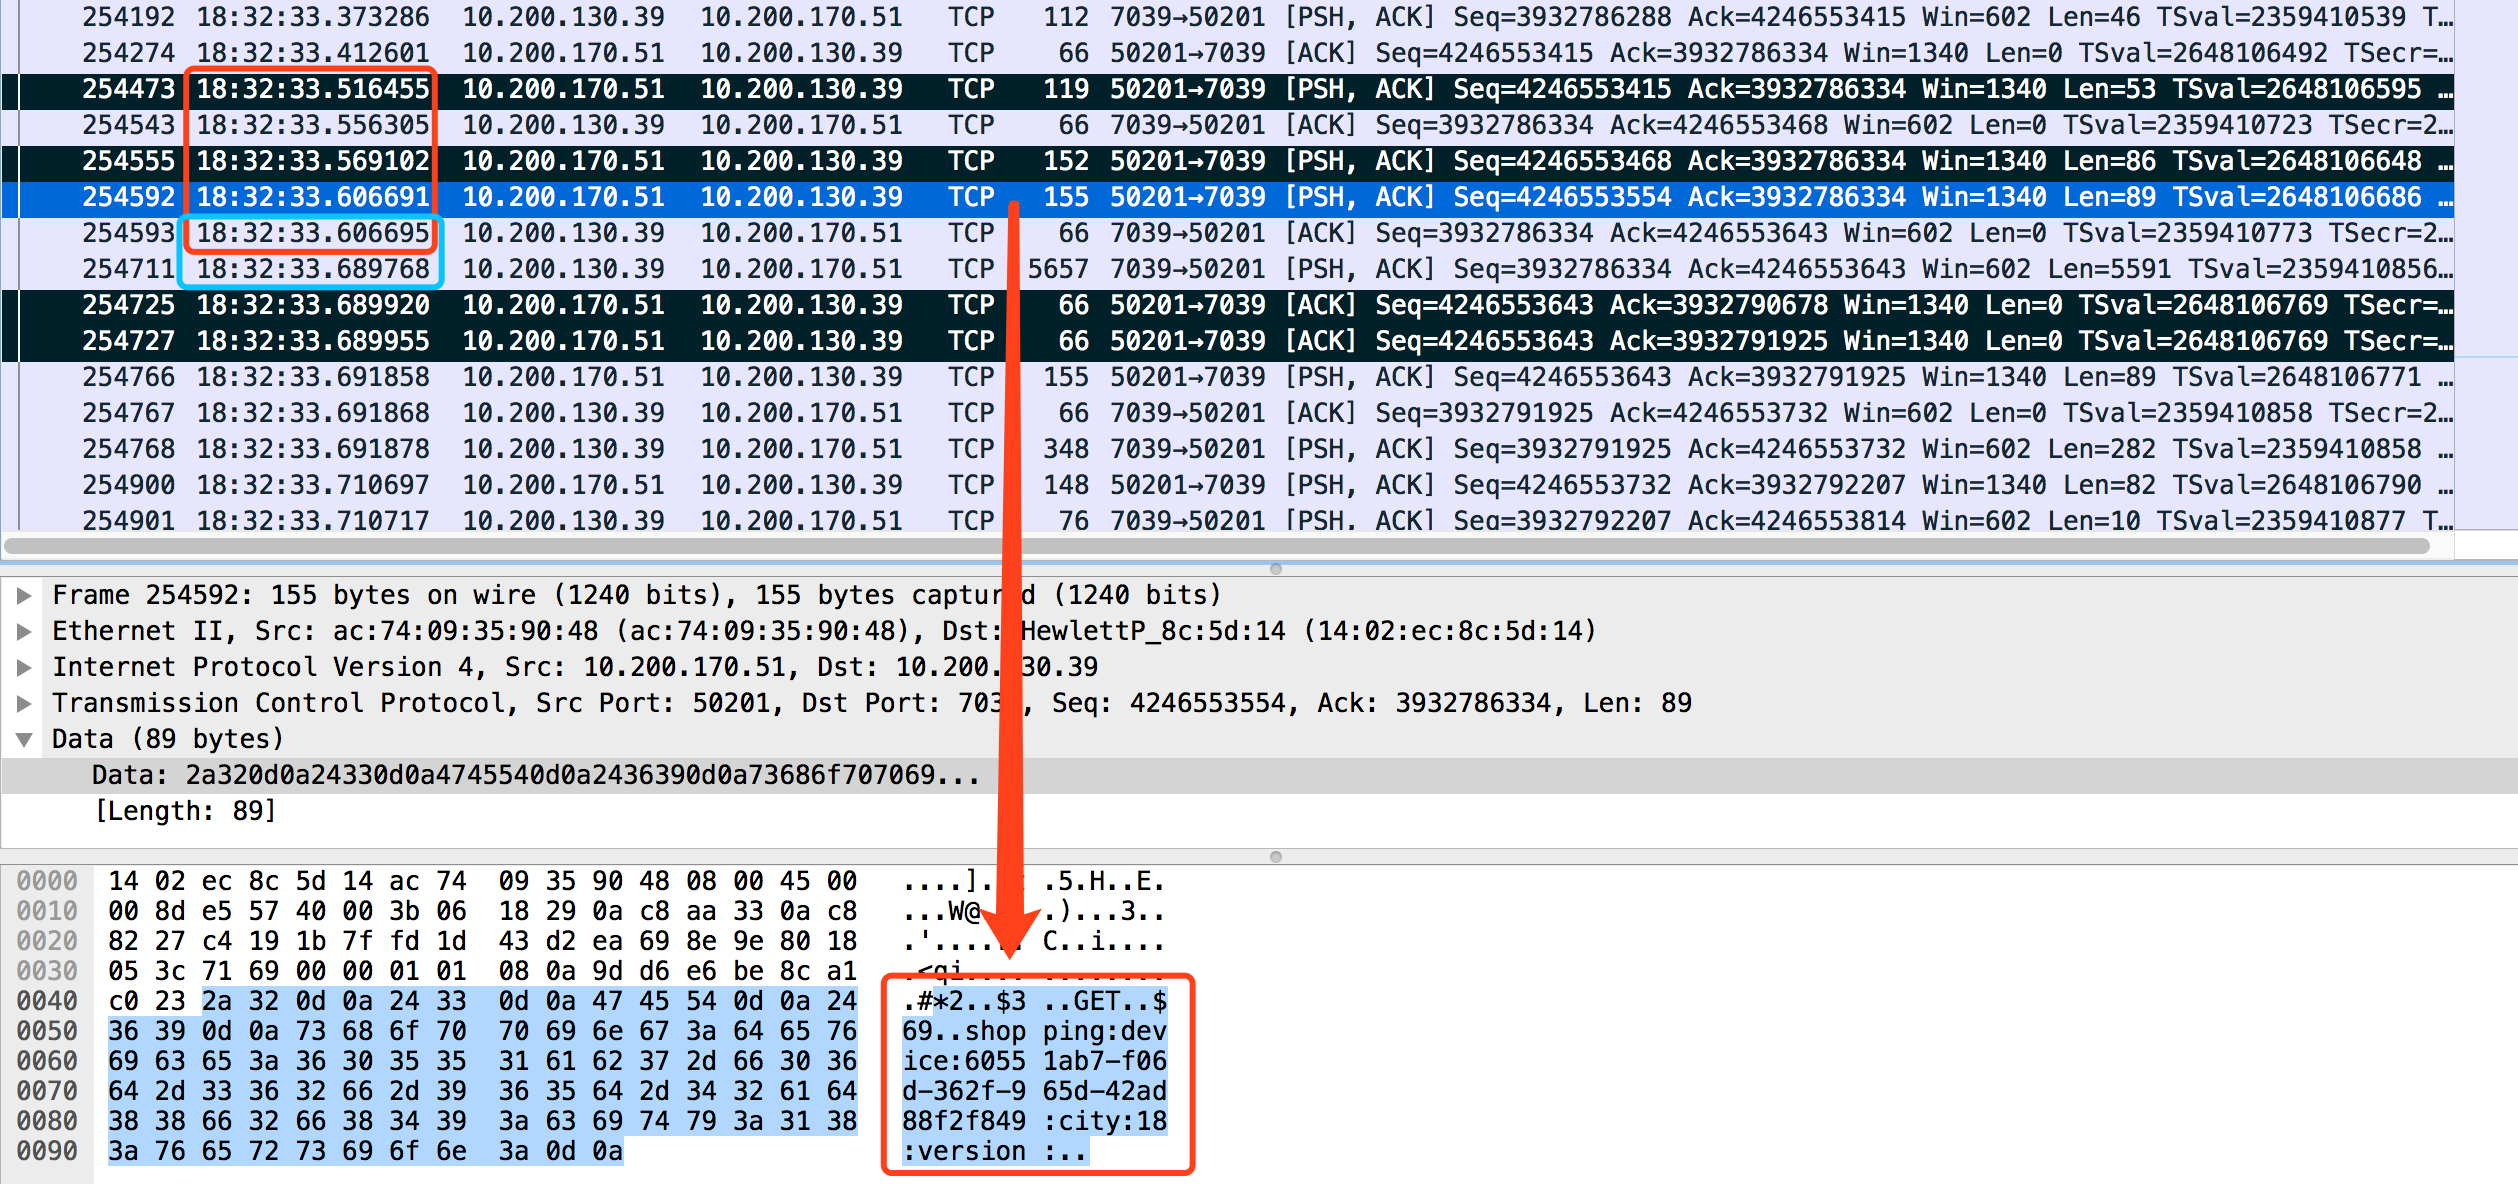 254192 18:32:33.373286 10.200.130.39 10.200.170.51 TCP 112 7039→50201 [PSH, ACK] Seq=3932786288 Ack=4246553415 Win=602 Len=46 TSval=2359410539 T…
254274 18:32:33.412601 10.200.170.51 10.200.130.39 TCP 66 50201→7039 [ACK] Seq=4246553415 Ack=3932786334 Win=1340 Len=0 TSval=2648106492 TSecr=…
254473 18:32:33.516455 10.200.170.51 10.200.130.39 TCP 119 50201→7039 [PSH, ACK] Seq=4246553415 Ack=3932786334 Win=1340 Len=53 TSval=2648106595 …
254543 18:32:33.556305 10.200.130.39 10.200.170.51 TCP 66 7039→50201 [ACK] Seq=3932786334 Ack=4246553468 Win=602 Len=0 TSval=2359410723 TSecr=2…
254555 18:32:33.569102 10.200.170.51 10.200.130.39 TCP 152 50201→7039 [PSH, ACK] Seq=4246553468 Ack=3932786334 Win=1340 Len=86 TSval=2648106648 …
254592 18:32:33.606691 10.200.170.51 10.200.130.39 TCP 155 50201→7039 [PSH, ACK] Seq=4246553554 Ack=3932786334 Win=1340 Len=89 TSval=2648106686 …
254593 18:32:33.606695 10.200.130.39 10.200.170.51 TCP 66 7039→50201 [ACK] Seq=3932786334 Ack=4246553643 Win=602 Len=0 TSval=2359410773 TSecr=2…
254711 18:32:33.689768 10.200.130.39 10.200.170.51 TCP 5657 7039→50201 [PSH, ACK] Seq=3932786334 Ack=4246553643 Win=602 Len=5591 TSval=2359410856…
254725 18:32:33.689920 10.200.170.51 10.200.130.39 TCP 66 50201→7039 [ACK] Seq=4246553643 Ack=3932790678 Win=1340 Len=0 TSval=2648106769 TSecr=…
254727 18:32:33.689955 10.200.170.51 10.200.130.39 TCP 66 50201→7039 [ACK] Seq=4246553643 Ack=3932791925 Win=1340 Len=0 TSval=2648106769 TSecr=…
254766 18:32:33.691858 10.200.170.51 10.200.130.39 TCP 155 50201→7039 [PSH, ACK] Seq=4246553643 Ack=3932791925 Win=1340 Len=89 TSval=2648106771 …
254767 18:32:33.691868 10.200.130.39 10.200.170.51 TCP 66 7039→50201 [ACK] Seq=3932791925 Ack=4246553732 Win=602 Len=0 TSval=2359410858 TSecr=2…
254768 18:32:33.691878 10.200.130.39 10.200.170.51 TCP 348 7039→50201 [PSH, ACK] Seq=3932791925 Ack=4246553732 Win=602 Len=282 TSval=2359410858 …
254900 18:32:33.710697 10.200.170.51 10.200.130.39 TCP 148 50201→7039 [PSH, ACK] Seq=4246553732 Ack=3932792207 Win=1340 Len=82 TSval=2648106790 …
254901 18:32:33.710717 10.200.130.39 10.200.170.51 TCP 76 7039→50201 [PSH, ACK] Seq=3932792207 Ack=4246553814 Win=602 Len=10 TSval=2359410877 T…
Frame 254592: 155 bytes on wire (1240 bits), 155 bytes captured (1240 bits)
Ethernet II, Src: ac:74:09:35:90:48 (ac:74:09:35:90:48), Dst: HewlettP_8c:5d:14 (14:02:ec:8c:5d:14)
Internet Protocol Version 4, Src: 10.200.170.51, Dst: 10.200.130.39
Transmission Control Protocol, Src Port: 50201, Dst Port: 7039, Seq: 4246553554, Ack: 3932786334, Len: 89
Data (89 bytes)
Data: 2a320d0a24330d0a4745540d0a2436390d0a73686f707069...
[Length: 89]
0000 14 02 ec 8c 5d 14 ac 74 09 35 90 48 08 00 45 00 ....]..t .5.H..E.
0010 00 8d e5 57 40 00 3b 06 18 29 0a c8 aa 33 0a c8 ...W@ .)...3..
0020 82 27 c4 19 1b 7f fd 1d 43 d2 ea 69 8e 9e 80 18 .'...... C..i....
0030 05 3c 71 69 00 00 01 01 08 0a 9d d6 e6 be 8c a1 .<qi.... ........
0040 c0 23 2a 32 0d 0a 24 33 0d 0a 47 45 54 0d 0a 24 .#*2..$3 ..GET..$
0050 36 39 0d 0a 73 68 6f 70 70 69 6e 67 3a 64 65 76 69..shop ping:dev
0060 69 63 65 3a 36 30 35 35 31 61 62 37 2d 66 30 36 ice:6055 1ab7-f06
0070 64 2d 33 36 32 66 2d 39 36 35 64 2d 34 32 61 64 d-362f-9 65d-42ad
0080 38 38 66 32 66 38 34 39 3a 63 69 74 79 3a 31 38 88f2f849 :city:18
0090 3a 76 65 72 73 69 6f 6e 3a 0d 0a :version :..